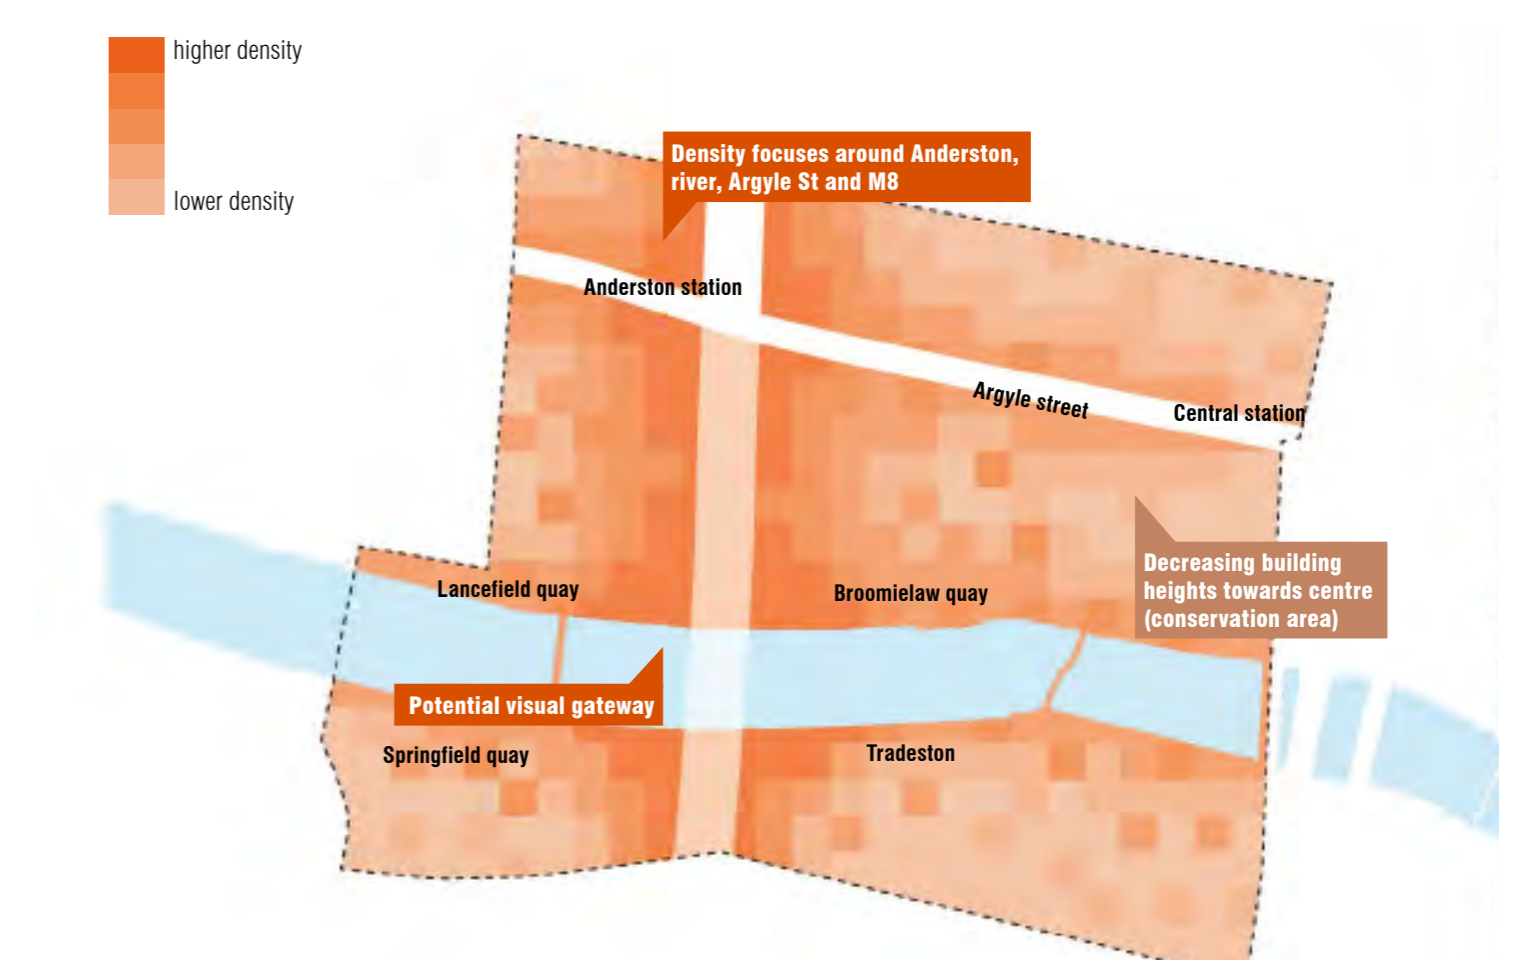 higher density
lower density
Density focuses around Anderston,
river, Argyle St and M8
Anderston station
Argyle street
Central station
Decreasing building
heights towards centre
(conservation area)
Lancefield quay
Broomielaw quay
Potential visual gateway
Springfield quay
Tradeston